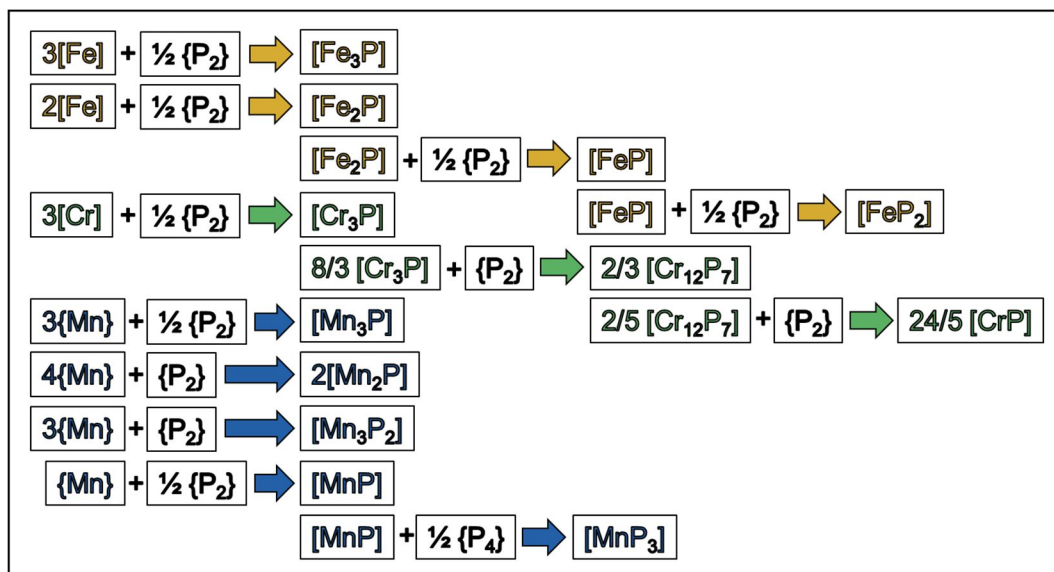 3[Fe] + ½ {P₂} [Fe₃P]
2[Fe] + ½ {P₂} [Fe₂P]
[Fe₂P] + ½ {P₂} [FeP]
3[Cr] + ½ {P₂} [Cr₃P] [FeP] + ½ {P₂} [FeP₂]
8/3 [Cr₃P] + {P₂} 2/3 [Cr₁₂P₇]
3{Mn} + ½ {P₂} [Mn₃P] 2/5 [Cr₁₂P₇] + {P₂} 24/5 [CrP]
4{Mn} + {P₂} 2[Mn₂P]
3{Mn} + {P₂} [Mn₃P₂]
{Mn} + ½ {P₂} [MnP]
[MnP] + ½ {P₄} [MnP₃]